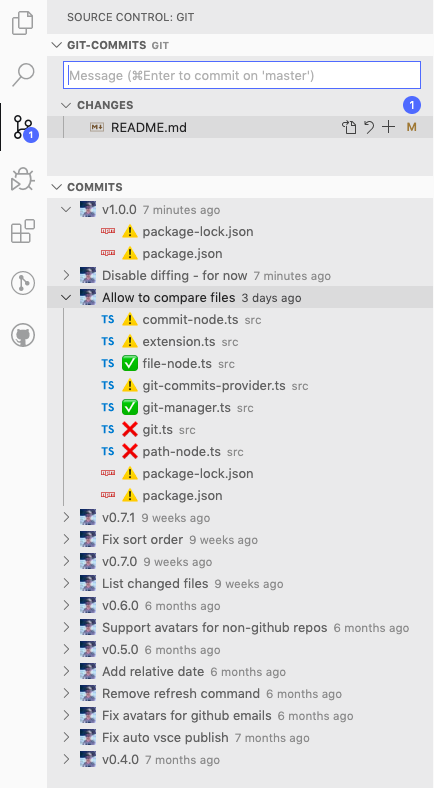 SOURCE CONTROL: GIT
GIT-COMMITS GIT
Message (⌘Enter to commit on 'master')
CHANGES 1
README.md M
1
COMMITS
v1.0.0 7 minutes ago
package-lock.json
package.json
Disable diffing - for now 7 minutes ago
Allow to compare files 3 days ago
TS commit-node.ts src
TS extension.ts src
TS file-node.ts src
TS git-commits-provider.ts src
TS git-manager.ts src
TS git.ts src
TS path-node.ts src
package-lock.json
package.json
v0.7.1 9 weeks ago
Fix sort order 9 weeks ago
v0.7.0 9 weeks ago
List changed files 9 weeks ago
v0.6.0 6 months ago
Support avatars for non-github repos 6 months ago
v0.5.0 6 months ago
Add relative date 6 months ago
Remove refresh command 6 months ago
Fix avatars for github emails 6 months ago
Fix auto vsce publish 7 months ago
v0.4.0 7 months ago